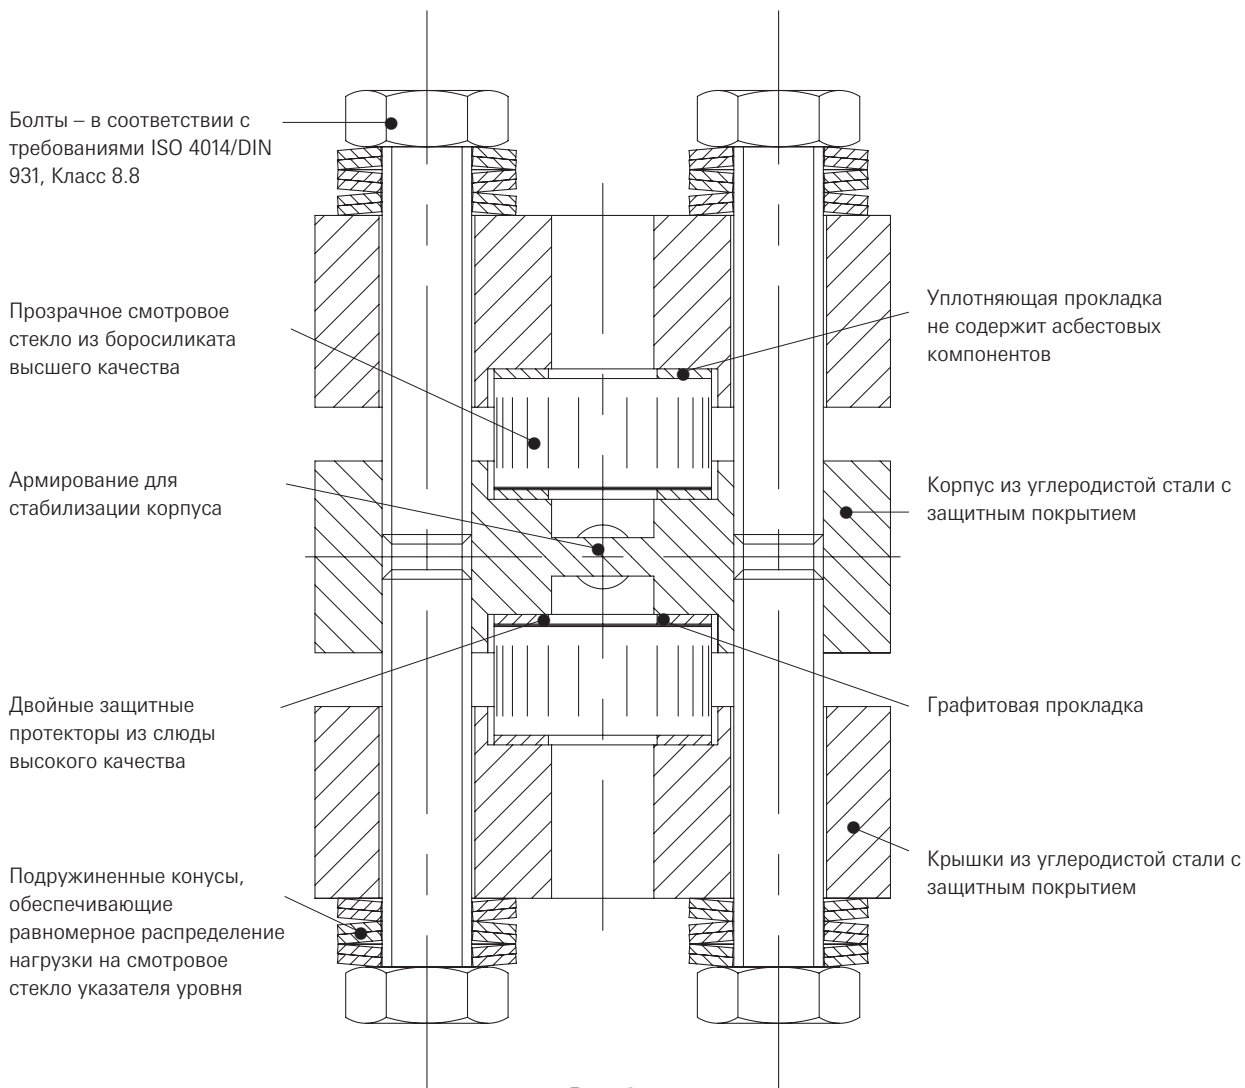 Болты – в соответствии с
требованиями ISO 4014/DIN
931, Класс 8.8
Прозрачное смотровое
стекло из боросиликата
высшего качества
Армирование для
стабилизации корпуса
Двойные защитные
протекторы из слюды
высокого качества
Подружиненные конусы,
обеспечивающие
равномерное распределение
нагрузки на смотровое
стекло указателя уровня
Уплотняющая прокладка
не содержит асбестовых
компонентов
Корпус из углеродистой стали с
защитным покрытием
Графитовая прокладка
Крышки из углеродистой стали с
защитным покрытием